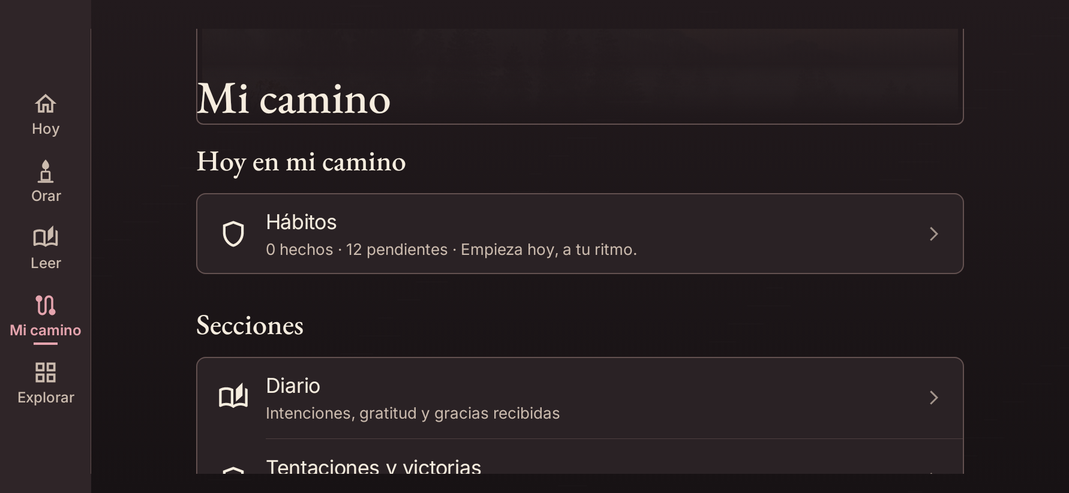 Hoy
Orar
Leer
Mi camino
Explorar
Mi camino
Hoy en mi camino
Hábitos
0 hechos · 12 pendientes · Empieza hoy, a tu ritmo.
Secciones
Diario
Intenciones, gratitud y gracias recibidas
Tentaciones y victorias